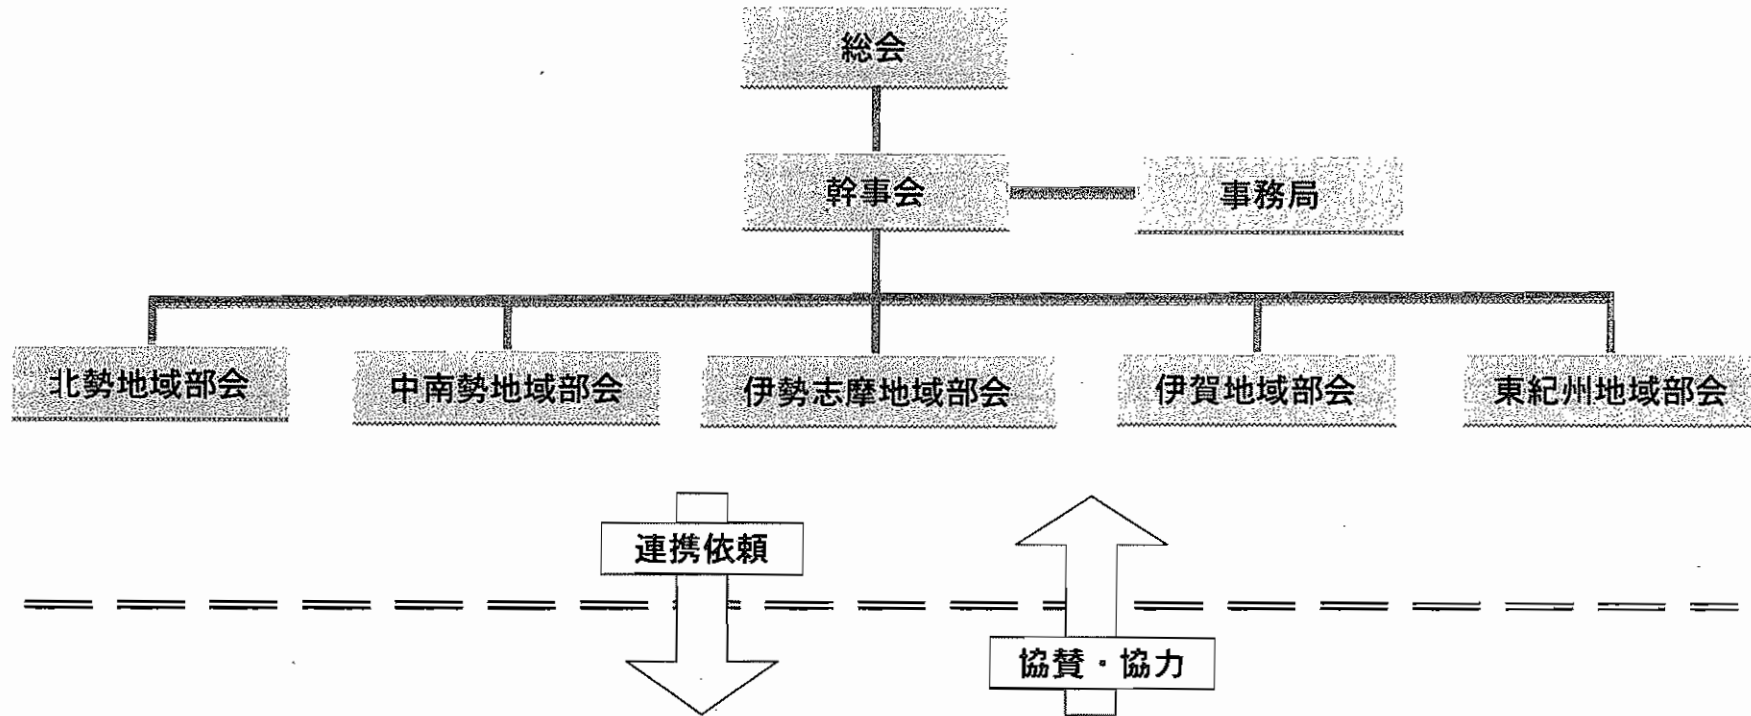 総会
幹事会
事務局
北勢地域部会
中南勢地域部会
伊勢志摩地域部会
伊賀地域部会
東紀州地域部会
連携依頼
協賛・協力